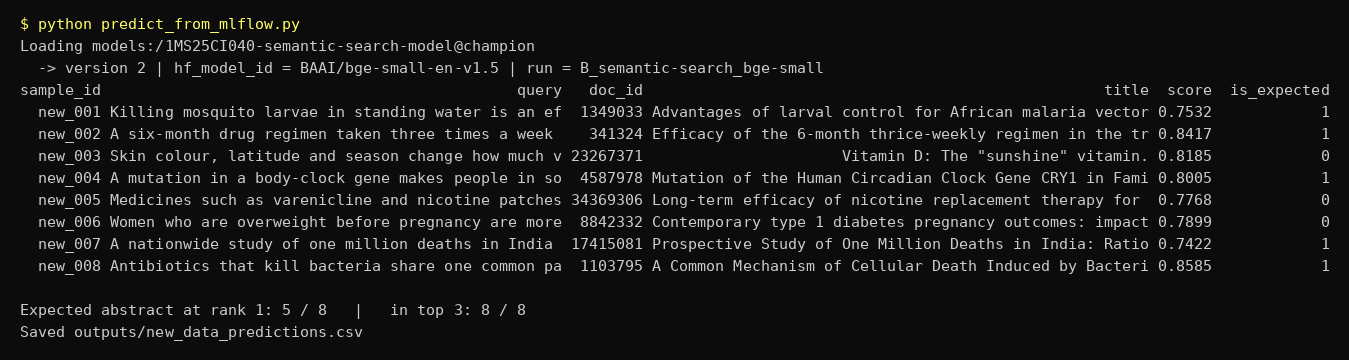 $ python predict_from_mlflow.py
Loading models:/1MS25CI040-semantic-search-model@champion
  -> version 2 | hf_model_id = BAAI/bge-small-en-v1.5 | run = B_semantic-search_bge-small
sample_id                                              query   doc_id                                                   title  score  is_expected
  new_001 Killing mosquito larvae in standing water is an ef  1349033 Advantages of larval control for African malaria vector 0.7532            1
  new_002 A six-month drug regimen taken three times a week    341324 Efficacy of the 6-month thrice-weekly regimen in the tr 0.8417            1
  new_003 Skin colour, latitude and season change how much v 23267371                      Vitamin D: The "sunshine" vitamin. 0.8185            0
  new_004 A mutation in a body-clock gene makes people in so  4587978 Mutation of the Human Circadian Clock Gene CRY1 in Fami 0.8005            1
  new_005 Medicines such as varenicline and nicotine patches 34369306 Long-term efficacy of nicotine replacement therapy for  0.7768            0
  new_006 Women who are overweight before pregnancy are more  8842332 Contemporary type 1 diabetes pregnancy outcomes: impact 0.7899            0
  new_007 A nationwide study of one million deaths in India  17415081 Prospective Study of One Million Deaths in India: Ratio 0.7422            1
  new_008 Antibiotics that kill bacteria share one common pa  1103795 A Common Mechanism of Cellular Death Induced by Bacteri 0.8585            1

Expected abstract at rank 1: 5 / 8   |   in top 3: 8 / 8
Saved outputs/new_data_predictions.csv